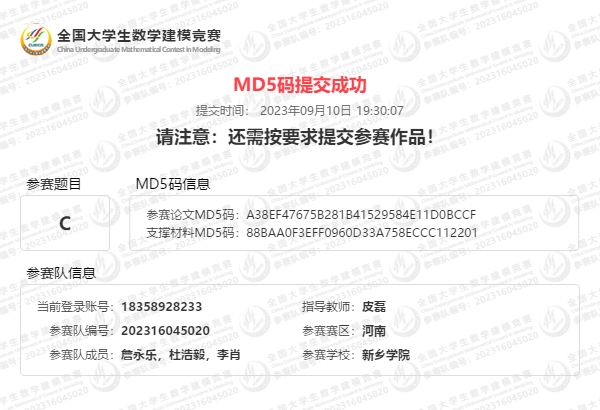 全国大学生数学建模竞赛
China Undergraduate Mathematical Contest in Modeling
MD5码提交成功
提交时间： 2023年09月10日 19:30:07
请注意：还需按要求提交参赛作品！
参赛题目
MD5码信息
C
参赛论文MD5码：A38EF47675B281B41529584E11D0BCCF
支撑材料MD5码：88BAA0F3EFF0960D33A758ECCC112201
参赛队信息
当前登录账号：18358928233
指导教师：皮磊
参赛队编号：202316045020
参赛赛区：河南
参赛队成员：詹永乐，杜浩毅，李肖
参赛学校：新乡学院